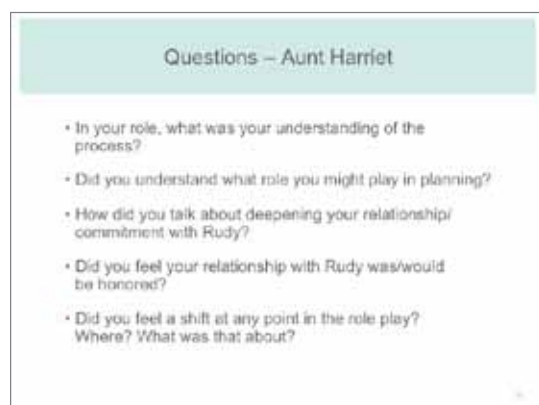 Questions – Aunt Harriet
• In your role, what was your understanding of the
process?
• Did you understand what role you might play in planning?
• How did you talk about deepening your relationship/
commitment with Rudy?
• Did you feel your relationship with Rudy was/would
be honored?
• Did you feel a shift at any point in the role play?
Where? What was that about?